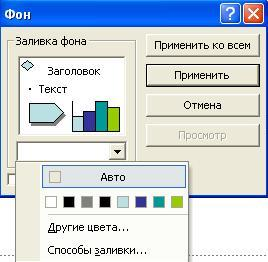 Фон
Заливка фона
Заголовок
• Текст
Применить ко всем
Применить
Отмена
Просмотр
Авто
Другие цвета...
Способы заливки...